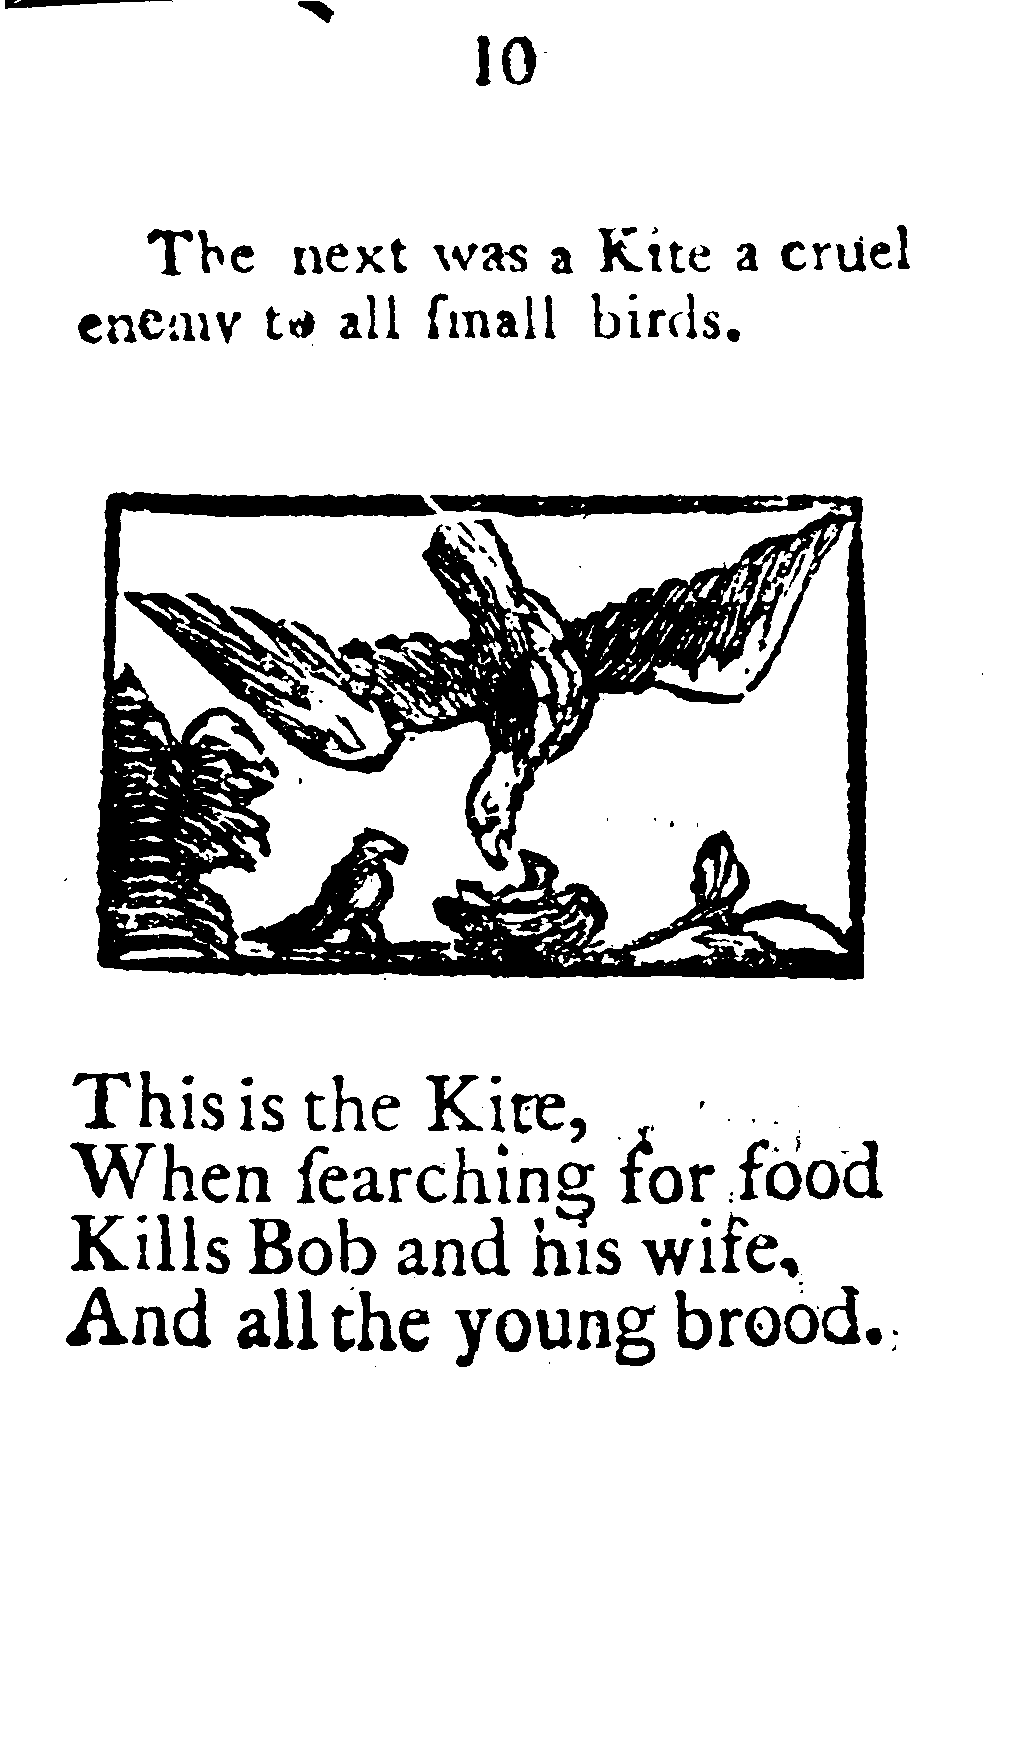 10
The next was a Kite a cruel
enemy to all ſmall birds.
This is the Kite,
When ſearching for food
Kills Bob and his wife,
And all the young brood.